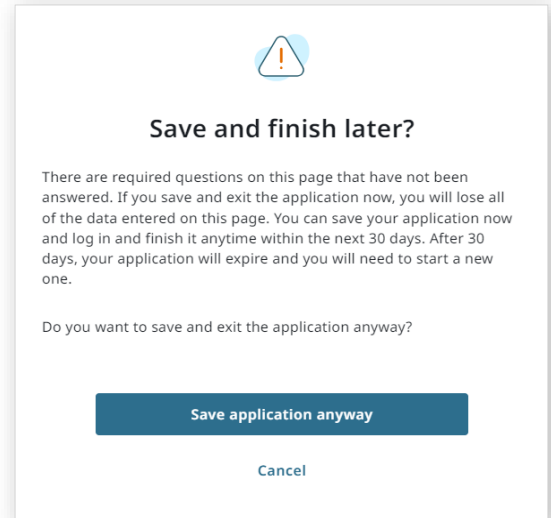 Save and finish later?
There are required questions on this page that have not been
answered. If you save and exit the application now, you will lose all
of the data entered on this page. You can save your application now
and log in and finish it anytime within the next 30 days. After 30
days, your application will expire and you will need to start a new
one.
Do you want to save and exit the application anyway?
Save application anyway
Cancel